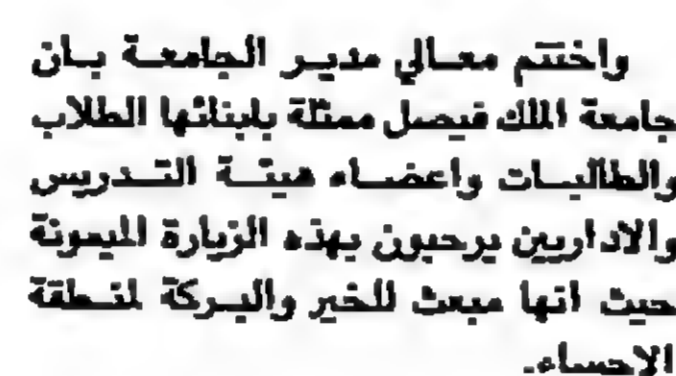 واختتم معالي مدير الجامعة بان
جامعة الملك فيصل ممثلة بابنائها الطلاب
والطالبات واعضاء هيئة التدريس
والاداريين يرحبون بهذه الزيارة الميمونة
حيث انها مبعث للخير والبركة لمنطقة
الاحساء.